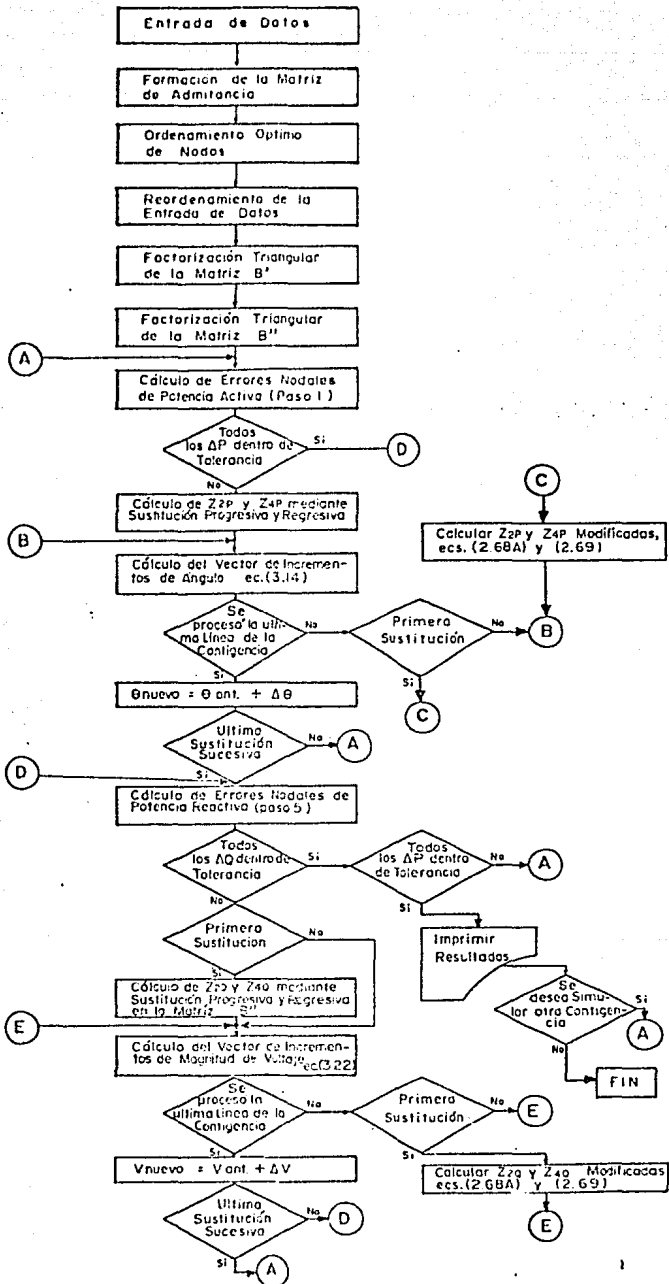 Entrada de Datos
Formación de la Matriz
de Admitancia
Ordenamiento Optimo
de Nodos
Reordenamiento de la
Entrada de Datos
Factorización Triangular
de la Matriz B'
Factorización Triangular
de la Matriz B"
A
Cálculo de Errores Nodales
de Potencia Activa (Paso 1)
Todos
los ΔP dentro de
Tolerancia
Si
D
No
Cálculo de Z2P y Z4P mediante
Sustitución Progresiva y Regresiva
C
Calcular Z2P y Z4P Modificadas,
ecs. (2.68A) y (2.69)
B
B
Cálculo del Vector de Incremen-
tos de Angulo ec.(3.14)
Se
proceso la ulti-
ma Línea de la
Contigencia
No
Primera
Sustitución
No
Si
C
Si
θnuevo = θ ant. + Δθ
Ultima
Sustitución
Sucesiva
No
A
Si
D
Cálculo de Errores Nodales de
Potencia Reactiva (paso 5)
Todos
los ΔQ dentro de
Tolerancia
Si
Todos
los ΔP dentro
de Tolerancia
No
A
No
Si
Primera
Sustitucion
No
Imprimir
Resultados
Si
Cálculo de Z2Q y Z4Q mediante
Sustitución Progresiva y Regresiva
en la Matriz B"
Se
desea Simu-
lar otra Contigen-
cia
Si
A
No
FIN
E
Cálculo del Vector de Incremen-
tos de Magnitud de Voltaje ec(3.22)
Se
proceso la
ultima Línea de la
Contigencia
No
Primera
Sustitución
No
E
Si
Si
Vnuevo = V ant. + ΔV
Calcular Z2Q y Z4Q Modificadas
ecs. (2.68A) y (2.69)
E
Ultima
Sustitución
Sucesiva
No
D
Si
A